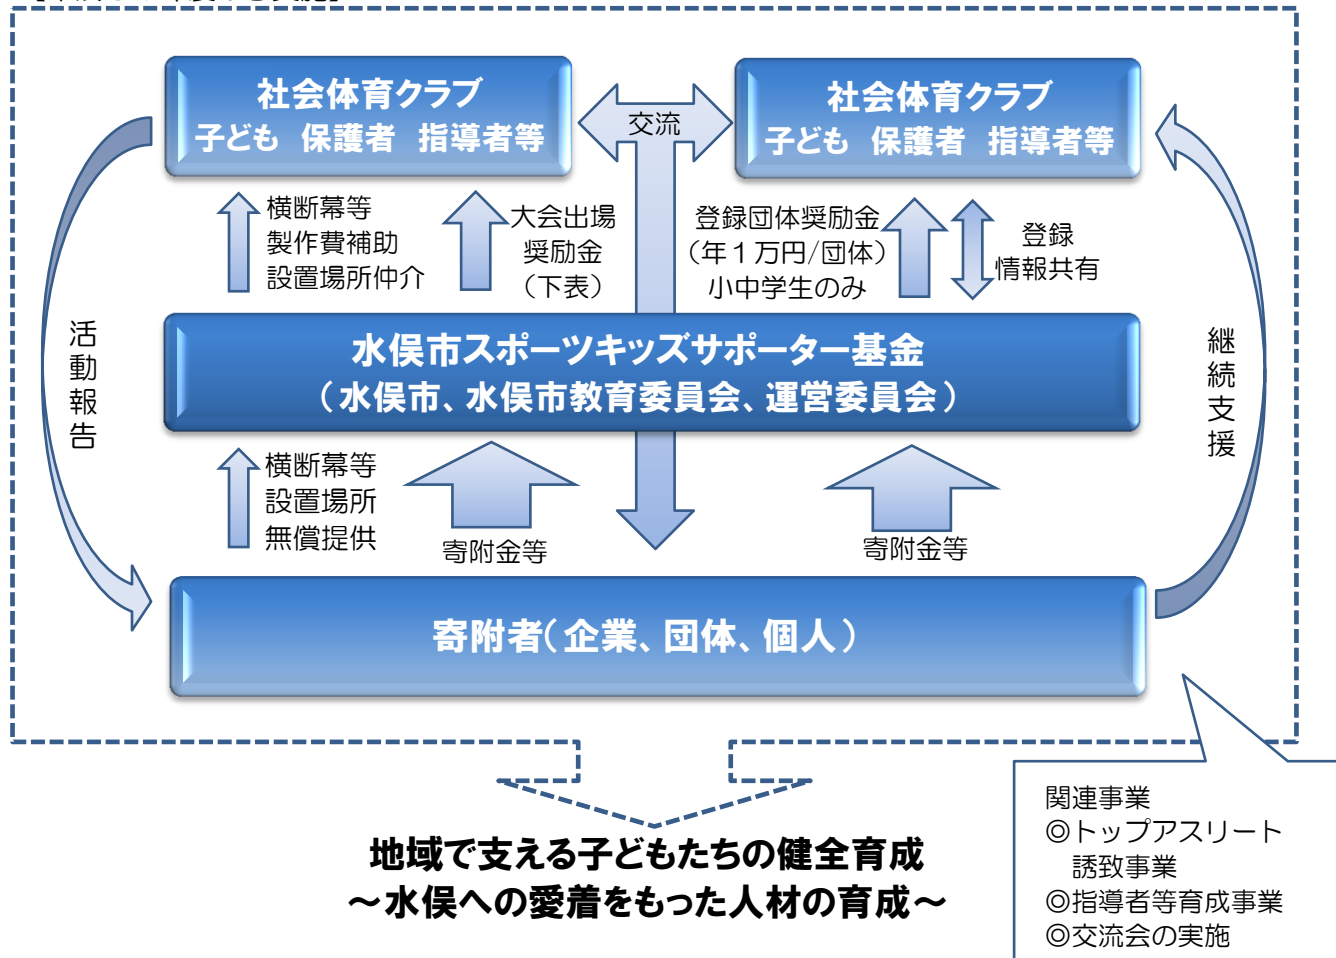 社会体育クラブ
子ども 保護者 指導者等
交流
社会体育クラブ
子ども 保護者 指導者等
横断幕等
製作費補助
設置場所仲介
大会出場
奨励金
（下表）
登録団体奨励金
（年１万円/団体）
小中学生のみ
登録
情報共有
活動報告
継続支援
水俣市スポーツキッズサポーター基金
（水俣市、水俣市教育委員会、運営委員会）
横断幕等
設置場所
無償提供
寄附金等
寄附金等
寄附者（企業、団体、個人）
地域で支える子どもたちの健全育成
～水俣への愛着をもった人材の育成～
関連事業
◎トップアスリート
誘致事業
◎指導者等育成事業
◎交流会の実施